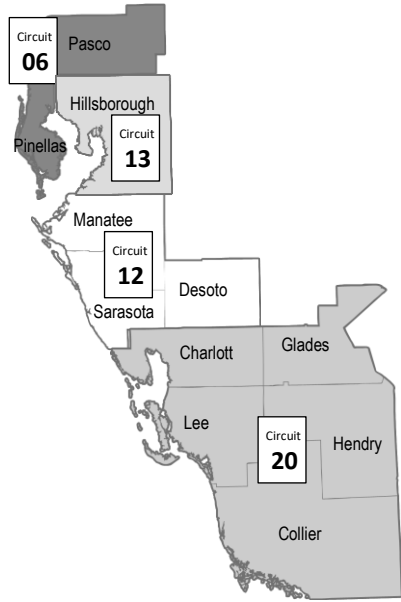 Circuit
06
Pasco
Hillsborough
Circuit
13
Pinellas
Manatee
Circuit
12
Desoto
Sarasota
Charlott
Glades
Lee
Circuit
20
Hendry
Collier